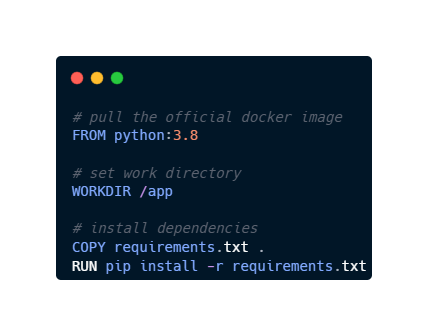 # pull the official docker image
FROM python:3.8
# set work directory
WORKDIR /app
# install dependencies
COPY requirements.txt .
RUN pip install -r requirements.txt